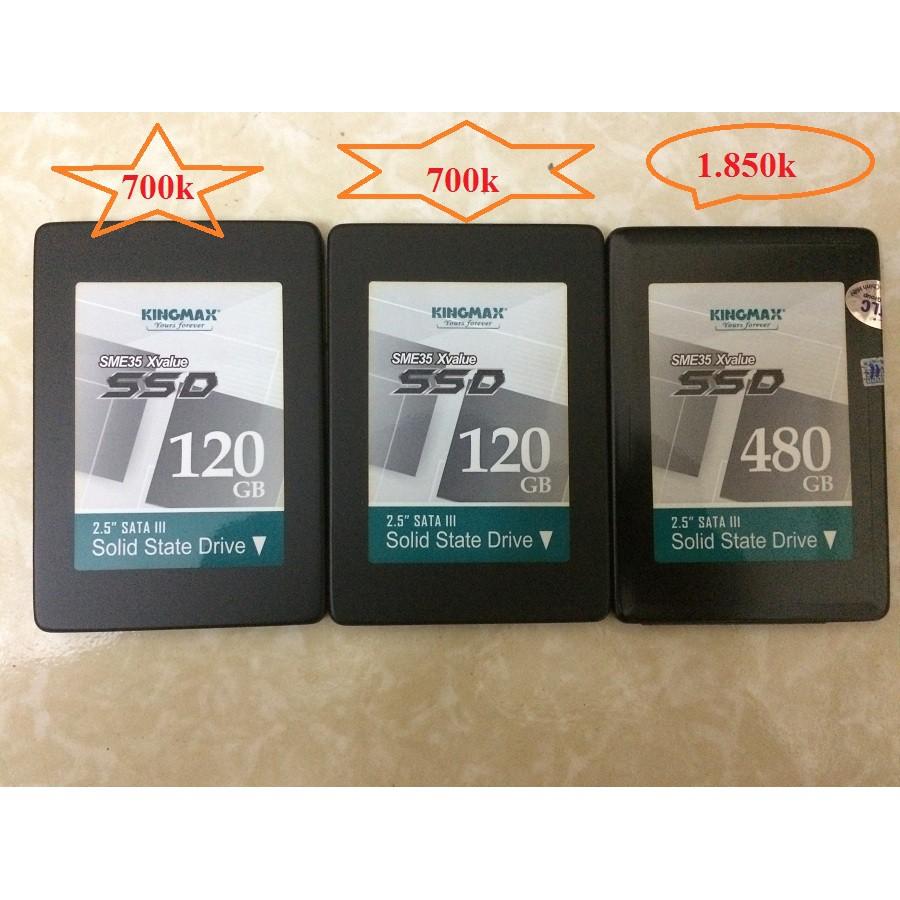 700k
700k
1.850k
KINGMAX
Yours forever
SME35 Xvalue
SSD
120
GB
2.5" SATA III
Solid State Drive
KINGMAX
Yours forever
SME35 Xvalue
SSD
120
GB
2.5" SATA III
Solid State Drive
KINGMAX
Yours forever
SME35 Xvalue
SSD
480
GB
2.5" SATA III
Solid State Drive